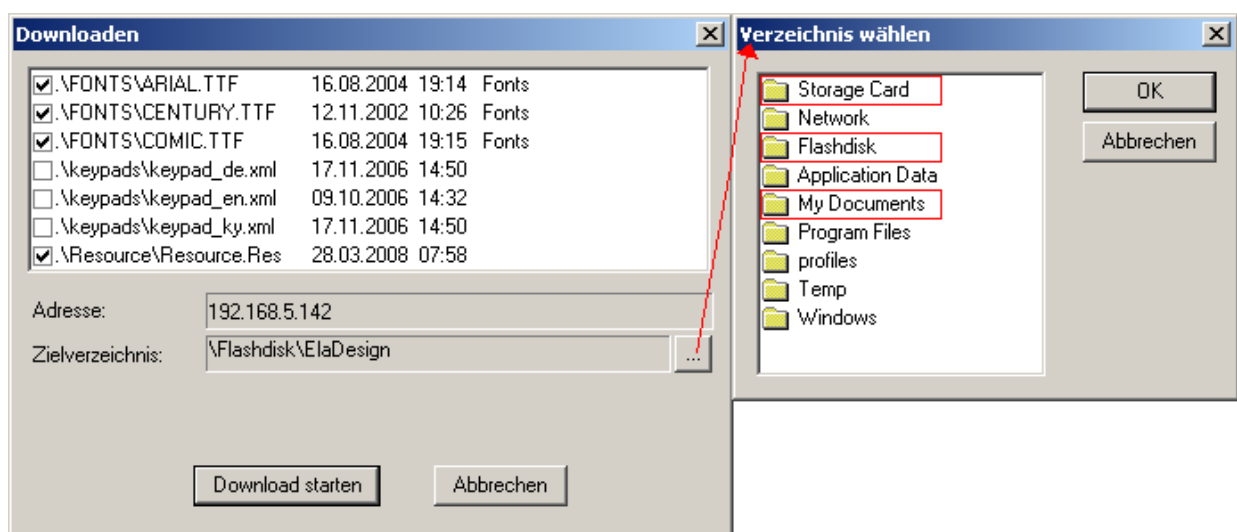 Downloaden
.\FONTS\ARIAL.TTF 16.08.2004 19:14 Fonts
.\FONTS\CENTURY.TTF 12.11.2002 10:26 Fonts
.\FONTS\COMIC.TTF 16.08.2004 19:15 Fonts
.\keypads\keypad_de.xml 17.11.2006 14:50
.\keypads\keypad_en.xml 09.10.2006 14:32
.\keypads\keypad_ky.xml 17.11.2006 14:50
.\Resource\Resource.Res 28.03.2008 07:58
Adresse: 192.168.5.142
Zielverzeichnis: \Flashdisk\ElaDesign ...
Download starten Abbrechen
Verzeichnis wählen
Storage Card
Network
Flashdisk
Application Data
My Documents
Program Files
profiles
Temp
Windows
OK
Abbrechen